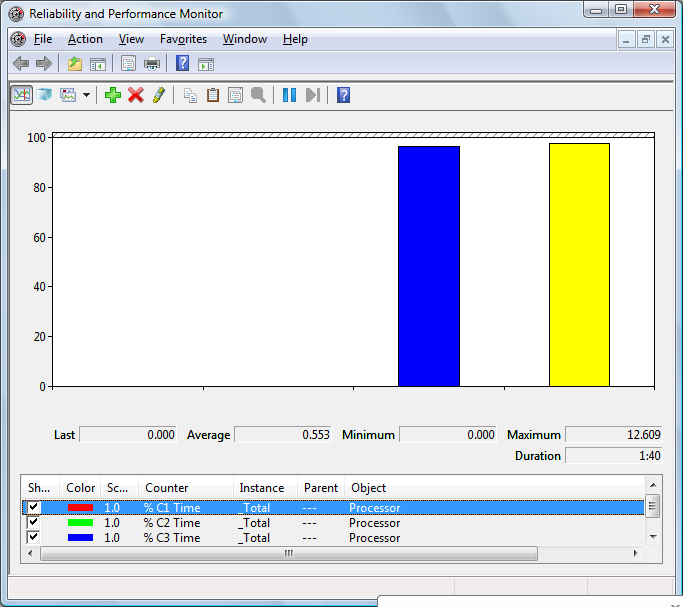 Reliability and Performance Monitor
File Action View Favorites Window Help
100
80
60
40
20
0
Last 0.000 Average 0.553 Minimum 0.000 Maximum 12.609
Duration 1:40
Sh... Color Sc... Counter Instance Parent Object
1.0 % C1 Time _Total --- Processor
1.0 % C2 Time _Total --- Processor
1.0 % C3 Time _Total --- Processor